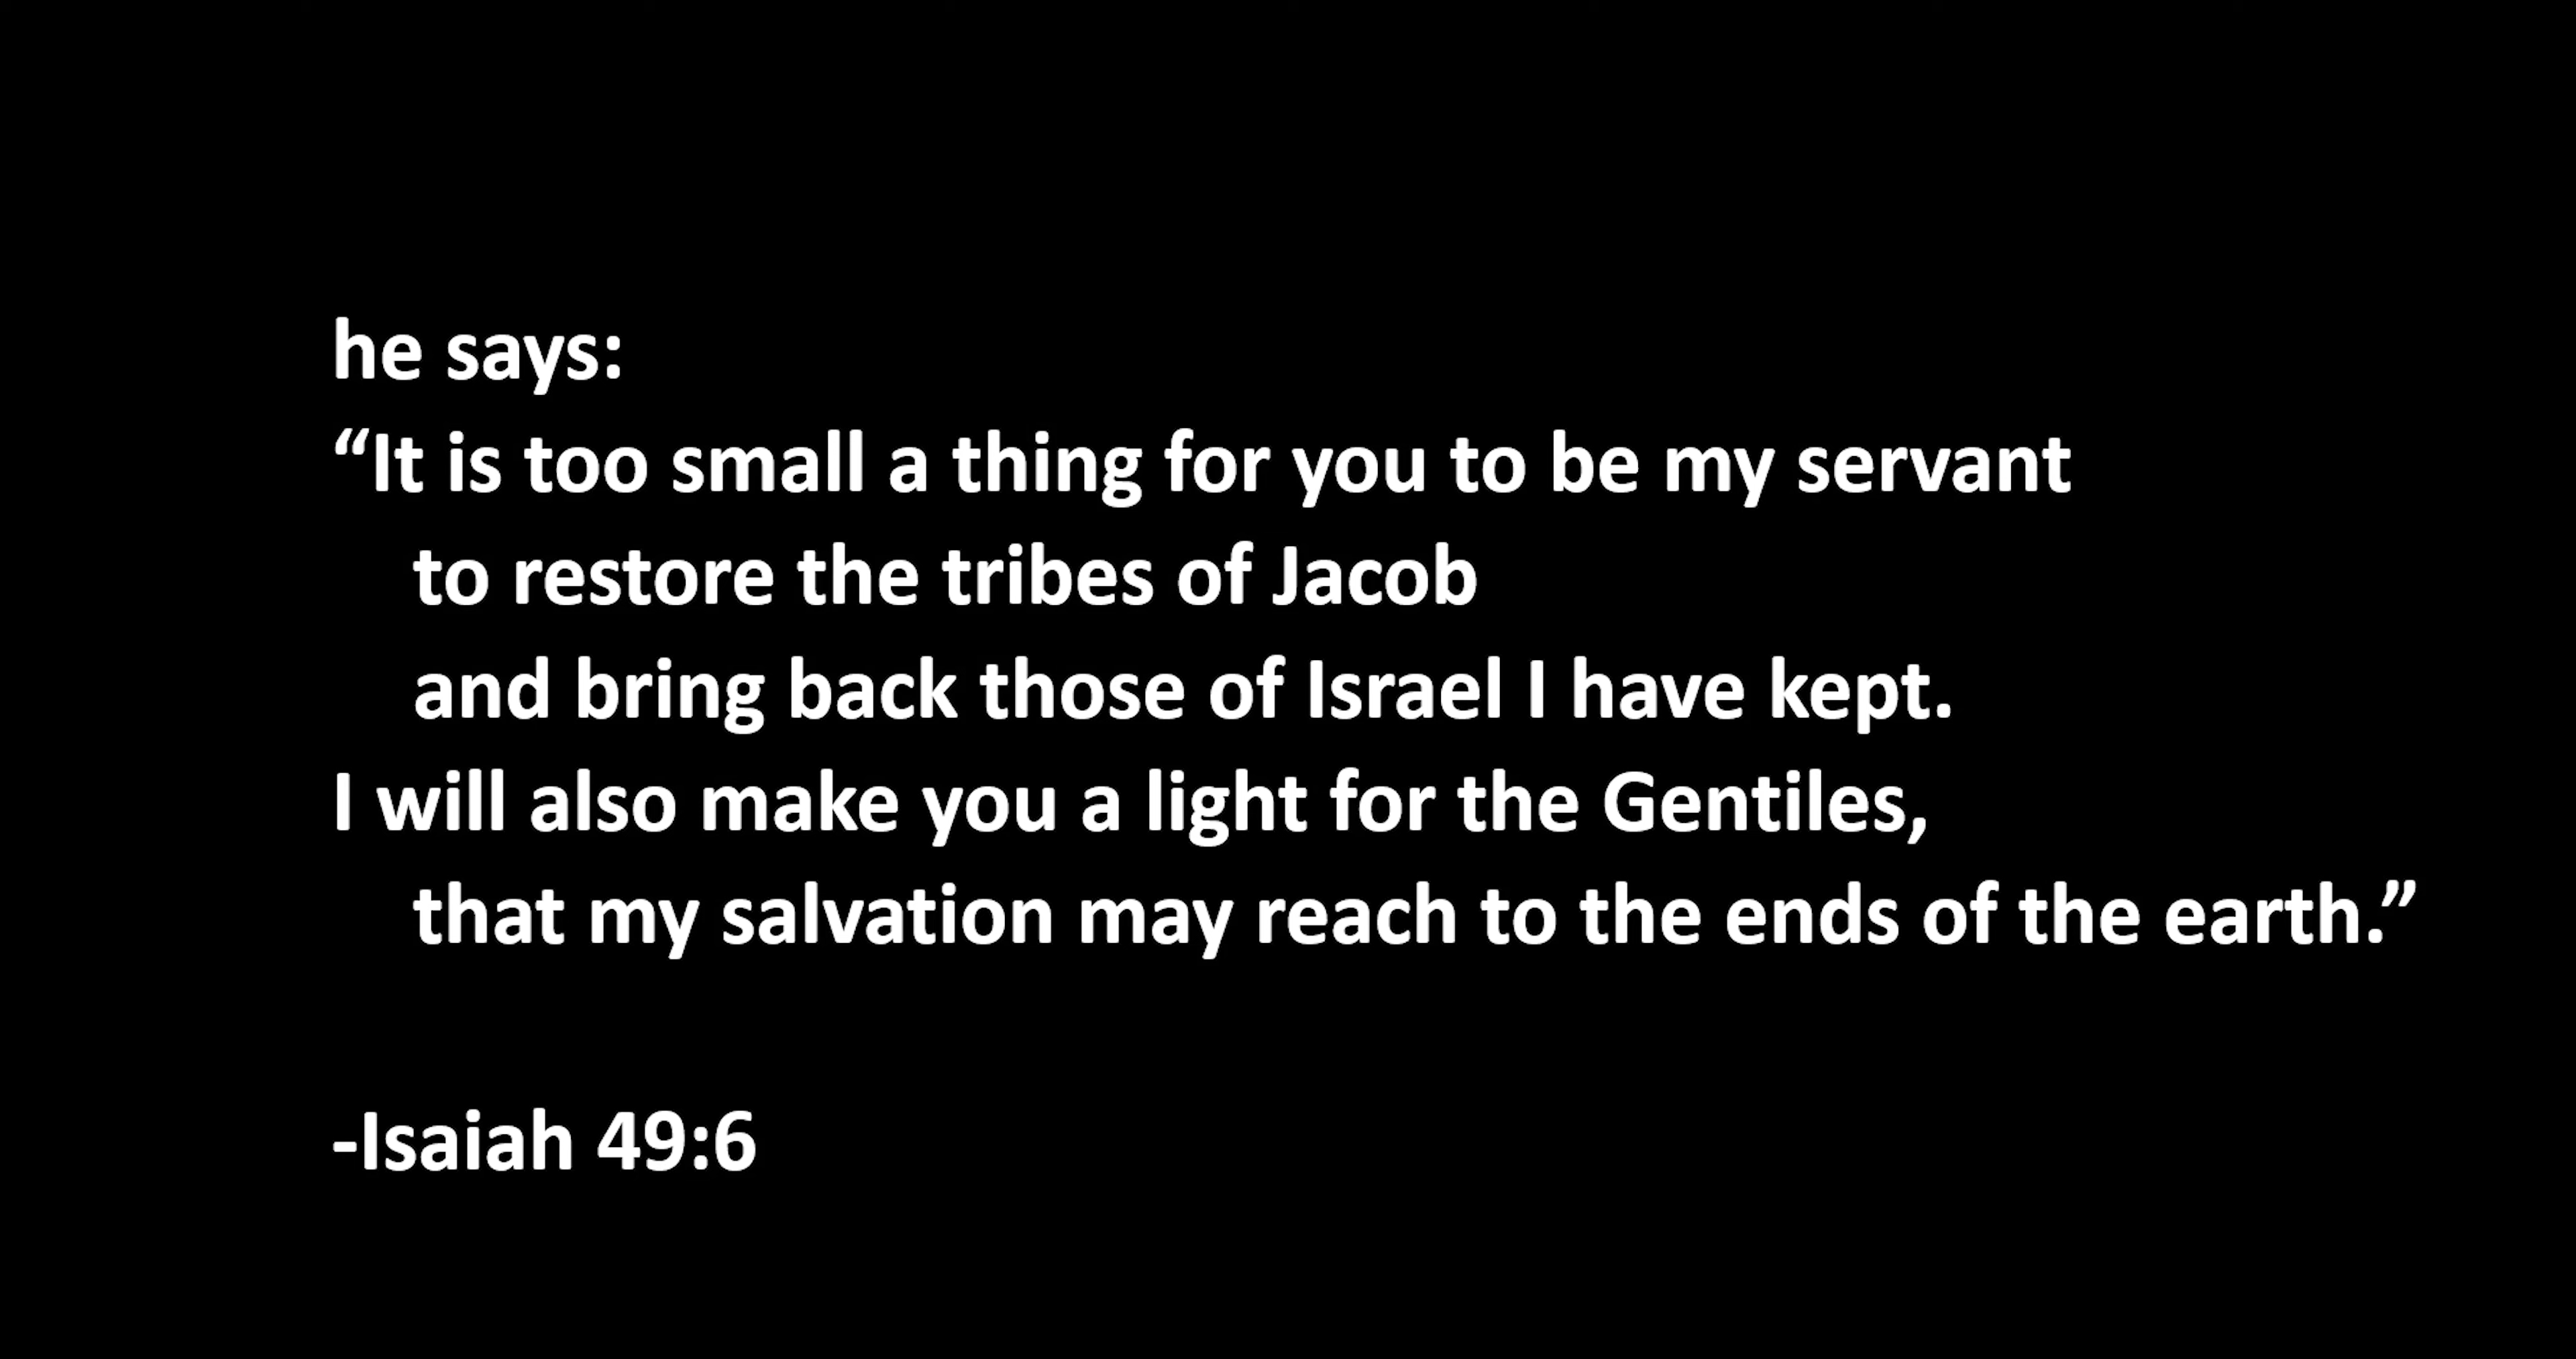 he says:
“It is too small a thing for you to be my servant
to restore the tribes of Jacob
and bring back those of Israel I have kept.
I will also make you a light for the Gentiles,
that my salvation may reach to the ends of the earth.”
-Isaiah 49:6